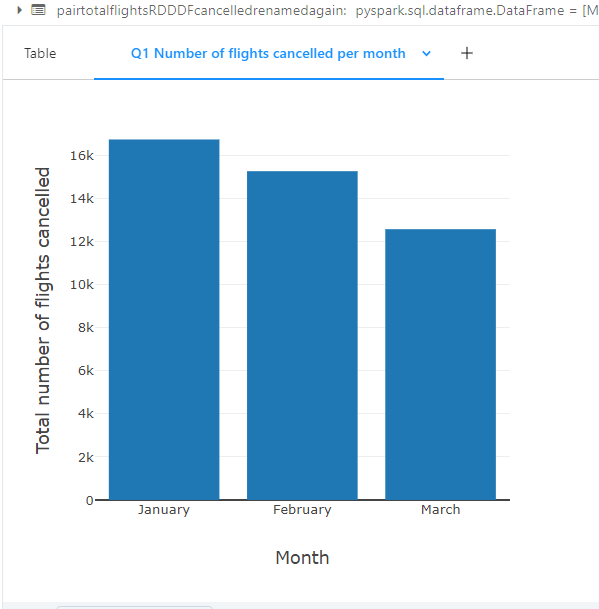 pairtotalflightsRDDDFcancelledrenamedagain: pyspark.sql.dataframe.DataFrame = [M
Table
Q1 Number of flights cancelled per month
+
Total number of flights cancelled
16k
14k
12k
10k
8k
6k
4k
2k
0
January February March
Month